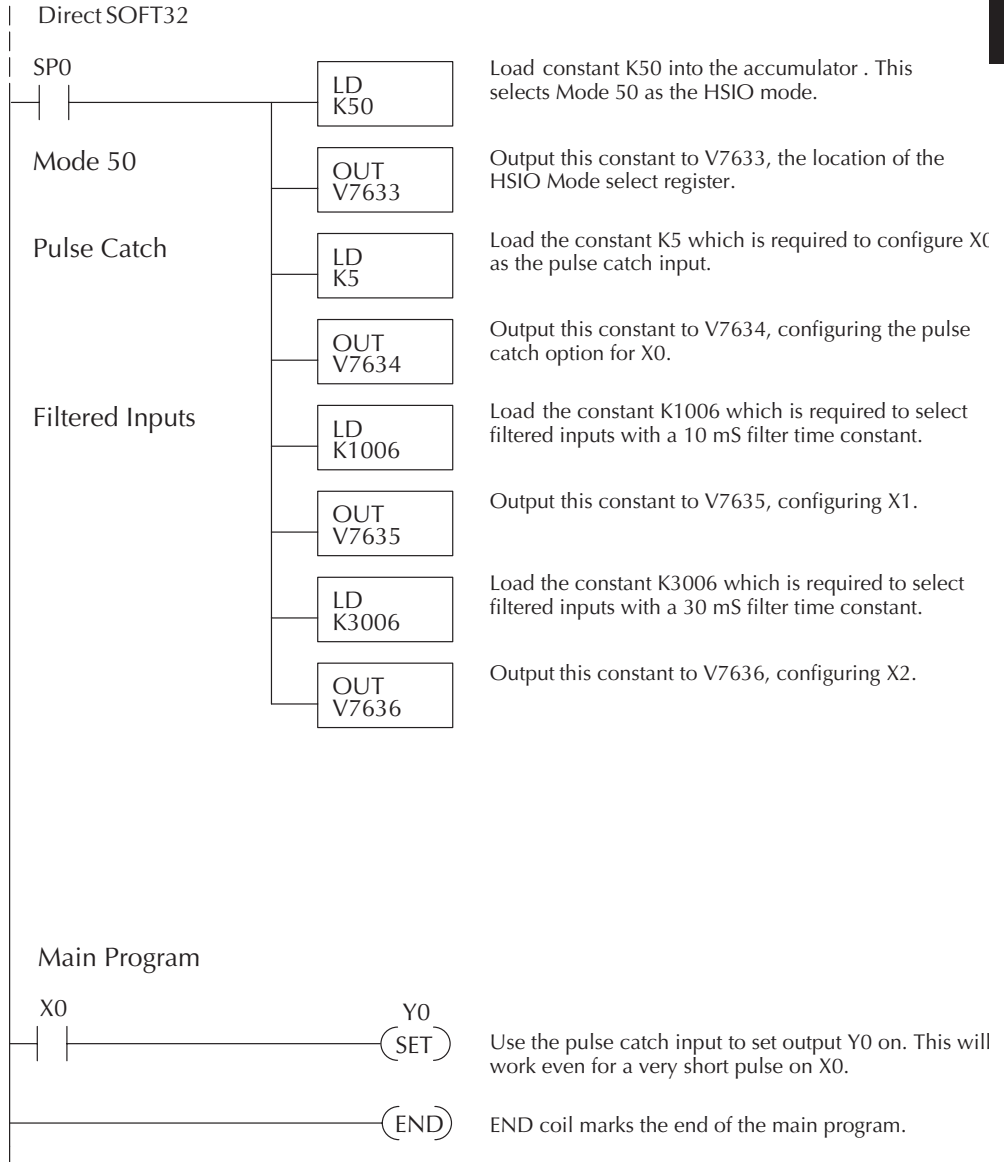 Direct SOFT32
SP0
LD
K50
Load constant K50 into the accumulator . This
selects Mode 50 as the HSIO mode.
Mode 50
OUT
V7633
Output this constant to V7633, the location of the
HSIO Mode select register.
Pulse Catch
LD
K5
Load the constant K5 which is required to configure X0
as the pulse catch input.
OUT
V7634
Output this constant to V7634, configuring the pulse
catch option for X0.
Filtered Inputs
LD
K1006
Load the constant K1006 which is required to select
filtered inputs with a 10 mS filter time constant.
OUT
V7635
Output this constant to V7635, configuring X1.
LD
K3006
Load the constant K3006 which is required to select
filtered inputs with a 30 mS filter time constant.
OUT
V7636
Output this constant to V7636, configuring X2.
Main Program
X0
Y0
SET
Use the pulse catch input to set output Y0 on. This will
work even for a very short pulse on X0.
END
END coil marks the end of the main program.